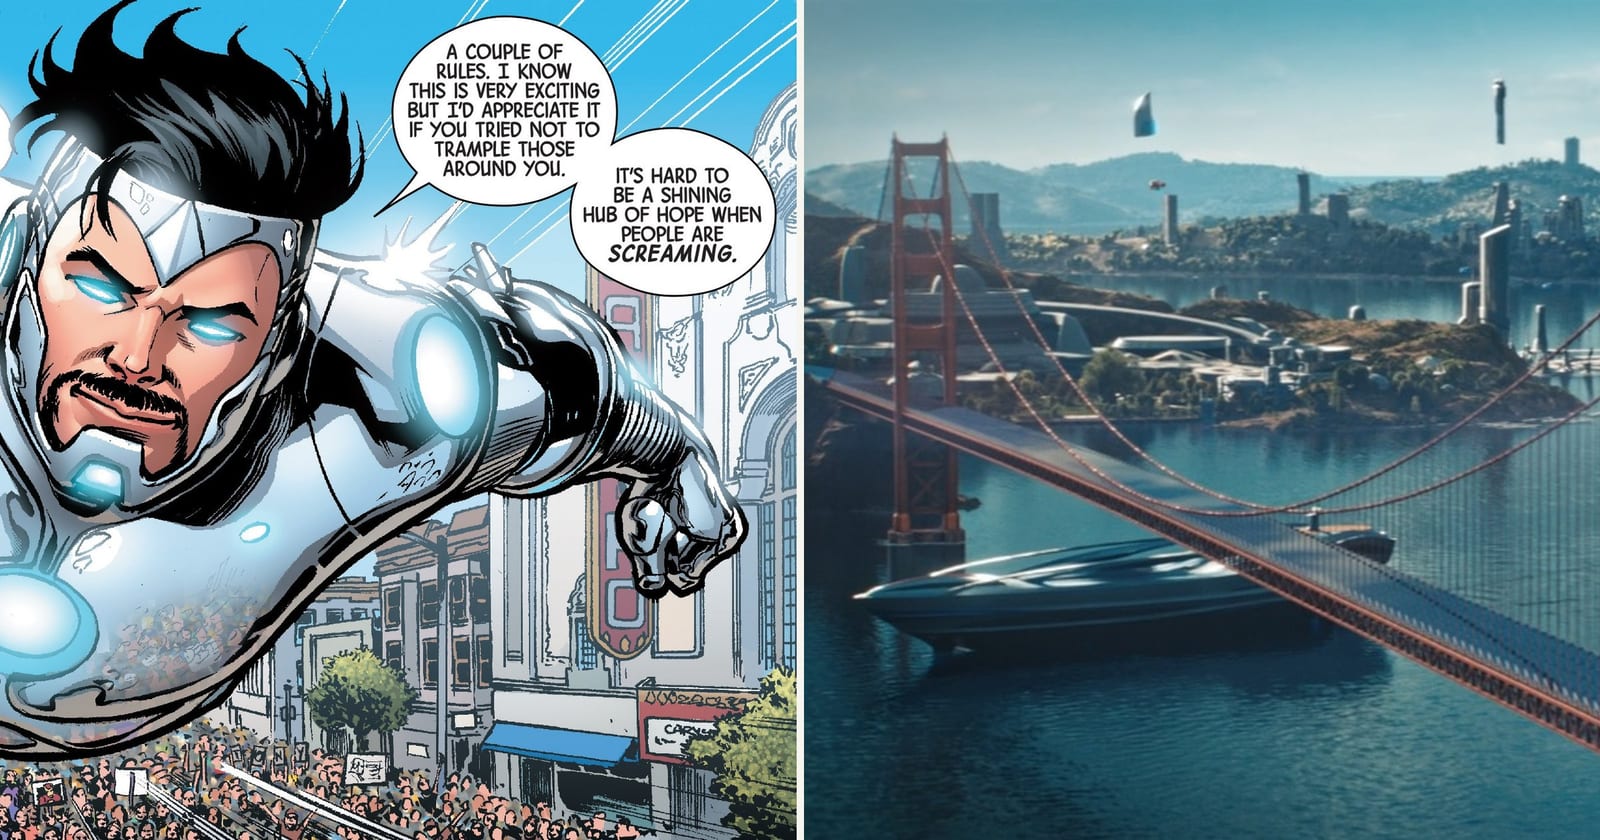 A COUPLE OF
RULES. I KNOW
THIS IS VERY EXCITING
BUT I'D APPRECIATE IT
IF YOU TRIED NOT TO
TRAMPLE THOSE
AROUND YOU.
IT'S HARD TO
BE A SHINING
HUB OF HOPE WHEN
PEOPLE ARE
SCREAMING.